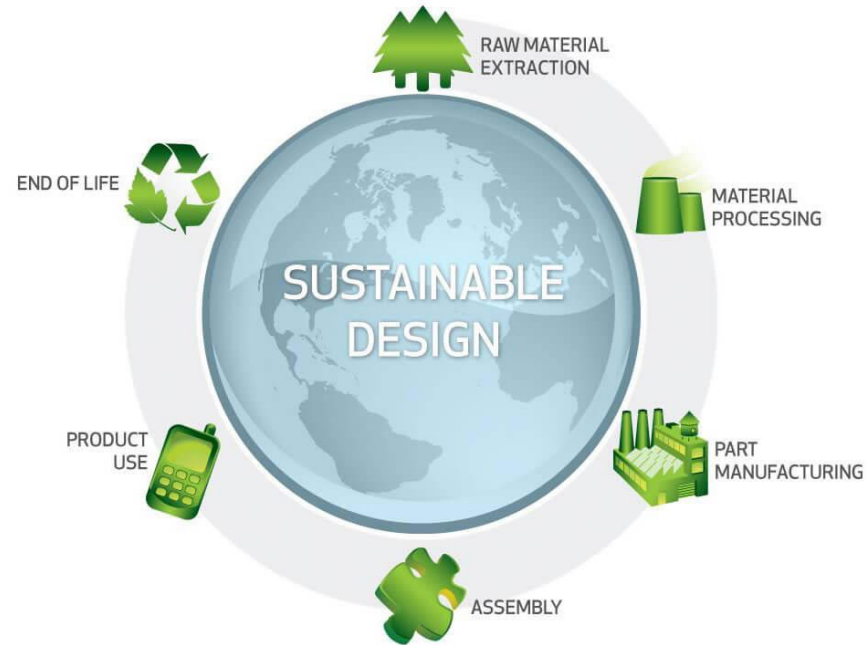 RAW MATERIAL
EXTRACTION
MATERIAL
PROCESSING
PART
MANUFACTURING
ASSEMBLY
PRODUCT
USE
END OF LIFE
SUSTAINABLE
DESIGN